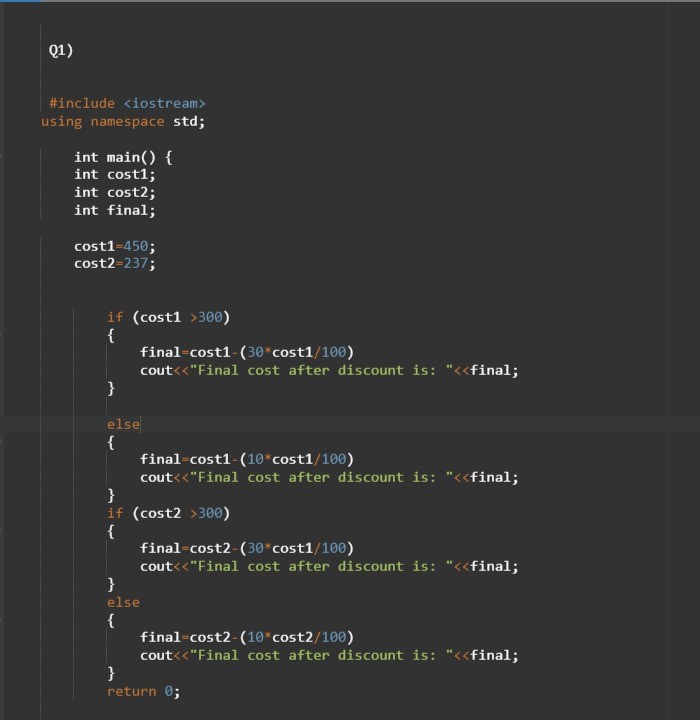 Q1)
#include <iostream>
using namespace std;
int main() {
int cost1;
int cost2;
int final;
cost1=450;
cost2=237;
if (cost1 >300)
{
final=cost1-(30*cost1/100)
cout<<"Final cost after discount is: "<<final;
}
else
{
final=cost1-(10*cost1/100)
cout<<"Final cost after discount is: "<<final;
}
if (cost2 >300)
{
final=cost2-(30*cost1/100)
cout<<"Final cost after discount is: "<<final;
}
else
{
final=cost2-(10*cost2/100)
cout<<"Final cost after discount is: "<<final;
}
return 0;